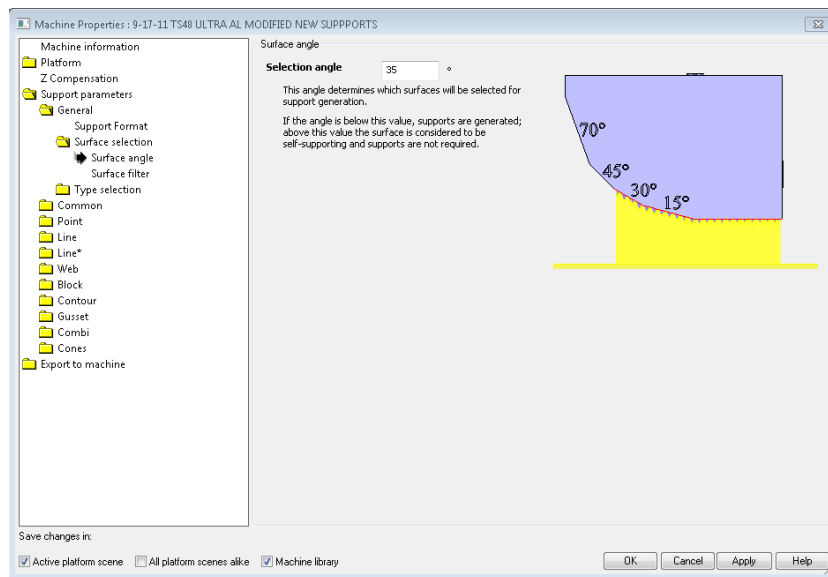 Machine Properties : 9-17-11 TS48 ULTRA AL MODIFIED NEW SUPPPORTS
Machine information
Platform
Z Compensation
Support parameters
General
Support Format
Surface selection
Surface angle
Surface filter
Type selection
Common
Point
Line
Line*
Web
Block
Contour
Gusset
Combi
Cones
Export to machine
Surface angle
Selection angle 35 °
This angle determines which surfaces will be selected for
support generation.
If the angle is below this value, supports are generated;
above this value the surface is considered to be
self-supporting and supports are not required.
70°
45°
30°
15°
Save changes in:
Active platform scene All platform scenes alike Machine library
OK Cancel Apply Help